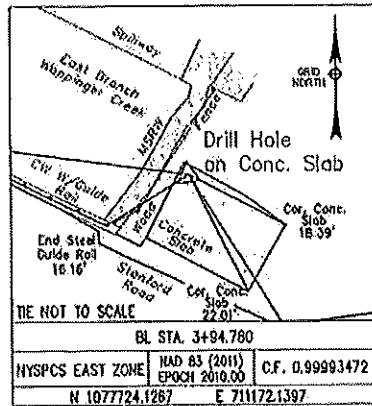 Spillway
East Branch
Wappinger Creek
GRID
NORTH
MSRW
Fence
Drill Hole
on Conc. Slab
CW W/Guide
Rail
Wood
Concrete
Slab
Cor. Conc.
Slab
18.39'
End Steel
Guide Rail
16.16'
Stanford
Road
Cor. Conc.
Slab
22.01'
TIE NOT TO SCALE
BL STA. 3+94.780
NYSPCS EAST ZONE
NAD 83 (2011)
EPOCH 2010.00
C.F. 0.99993472
N 1077724.1267 E 711172.1397